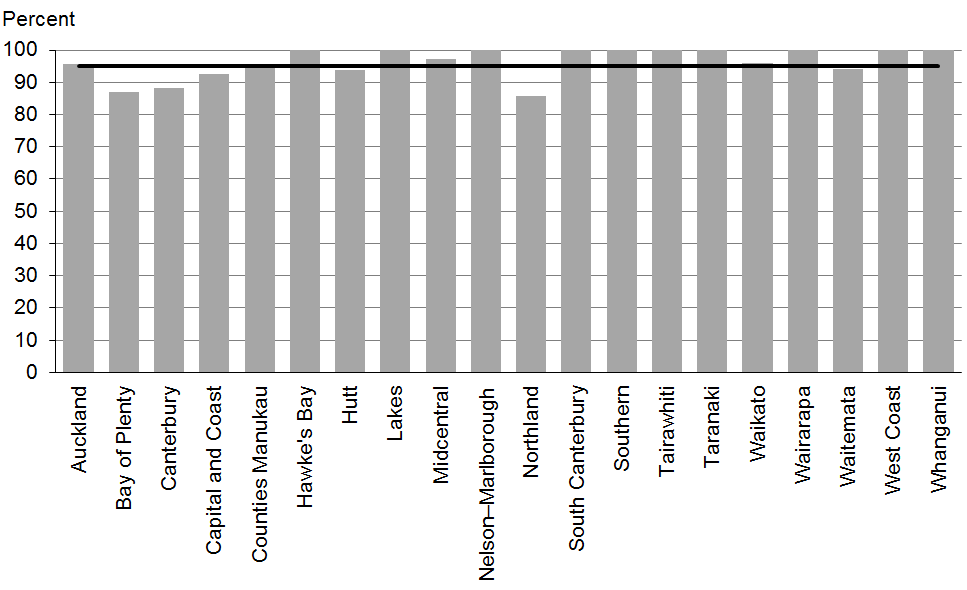 Percent
100
90
80
70
60
50
40
30
20
10
0
Auckland
Bay of Plenty
Canterbury
Capital and Coast
Counties Manukau
Hawke's Bay
Hutt
Lakes
Midcentral
Nelson–Marlborough
Northland
South Canterbury
Southern
Tairawhiti
Taranaki
Waikato
Wairarapa
Waitemata
West Coast
Whanganui